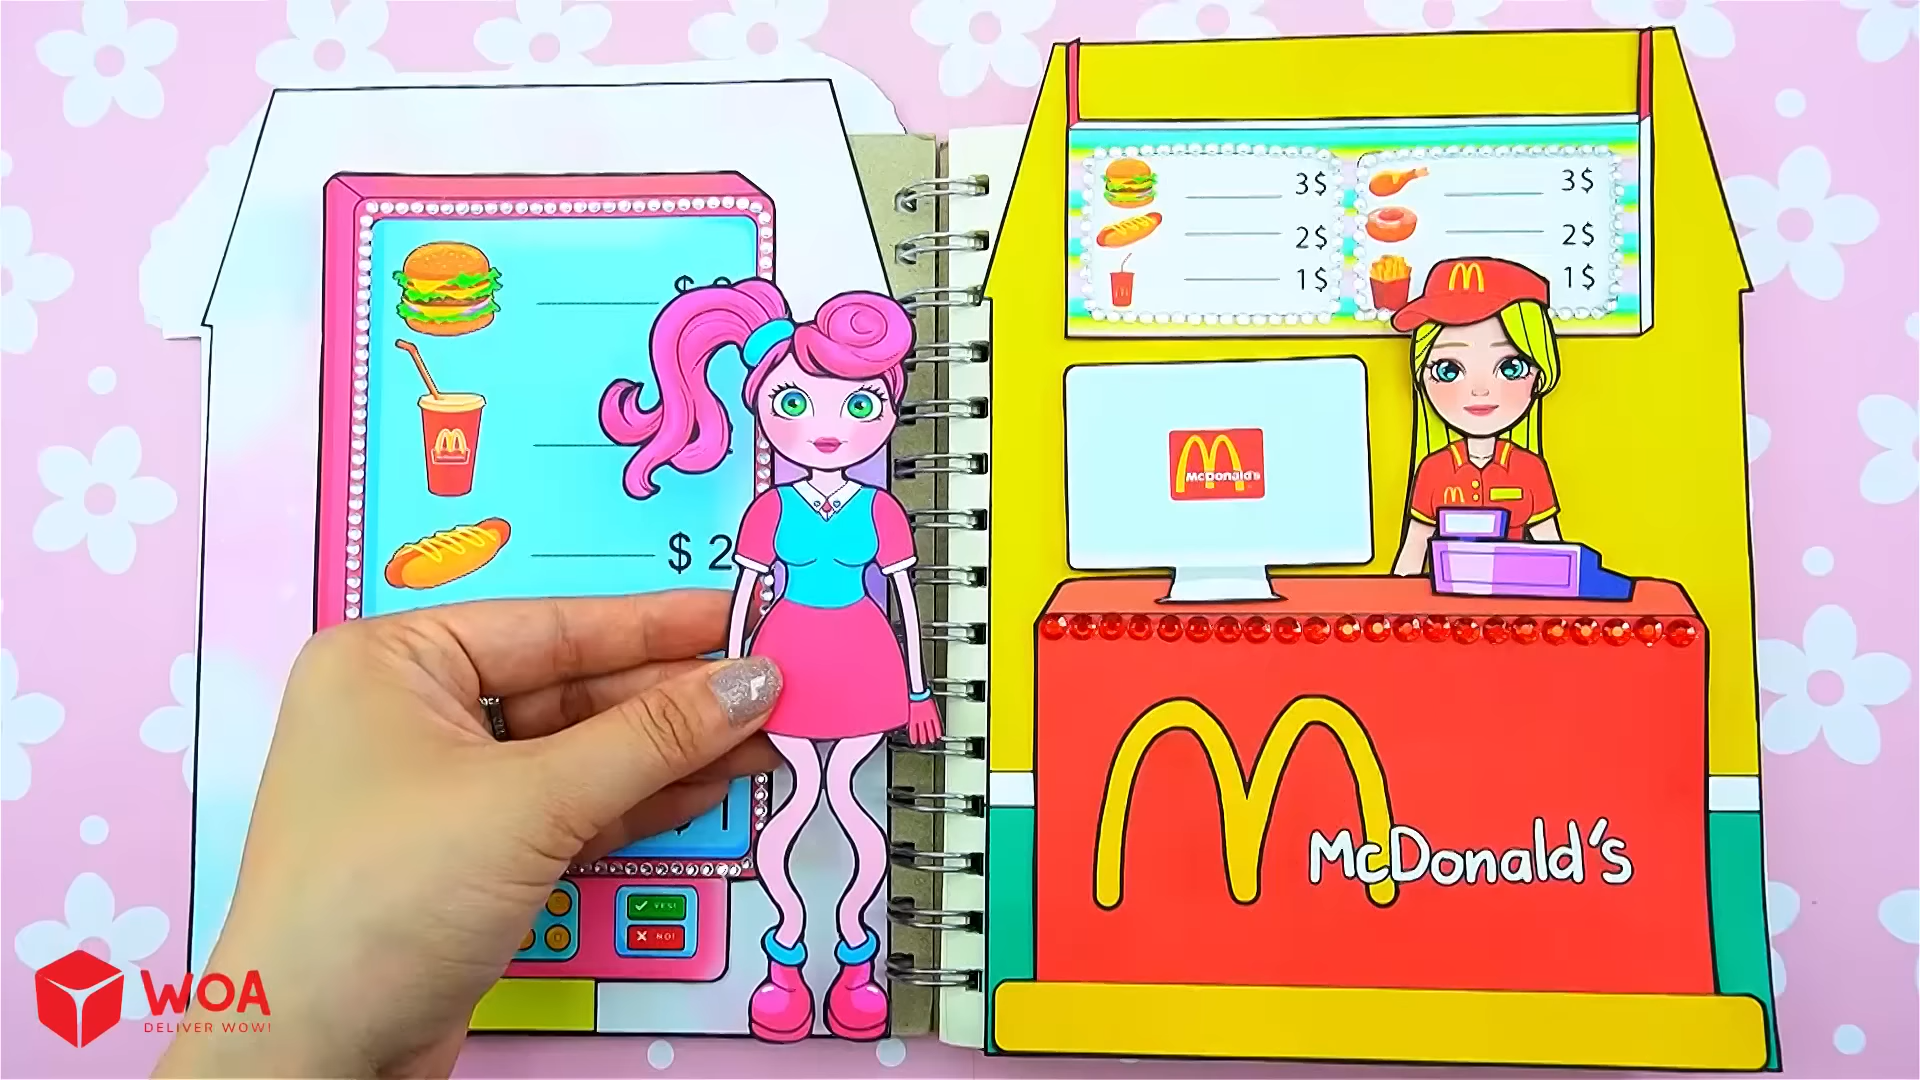 $ 2
YES!
NO!
3$
2$
1$
3$
2$
1$
McDonald's
McDonald's
WOA
DELIVER WOW!